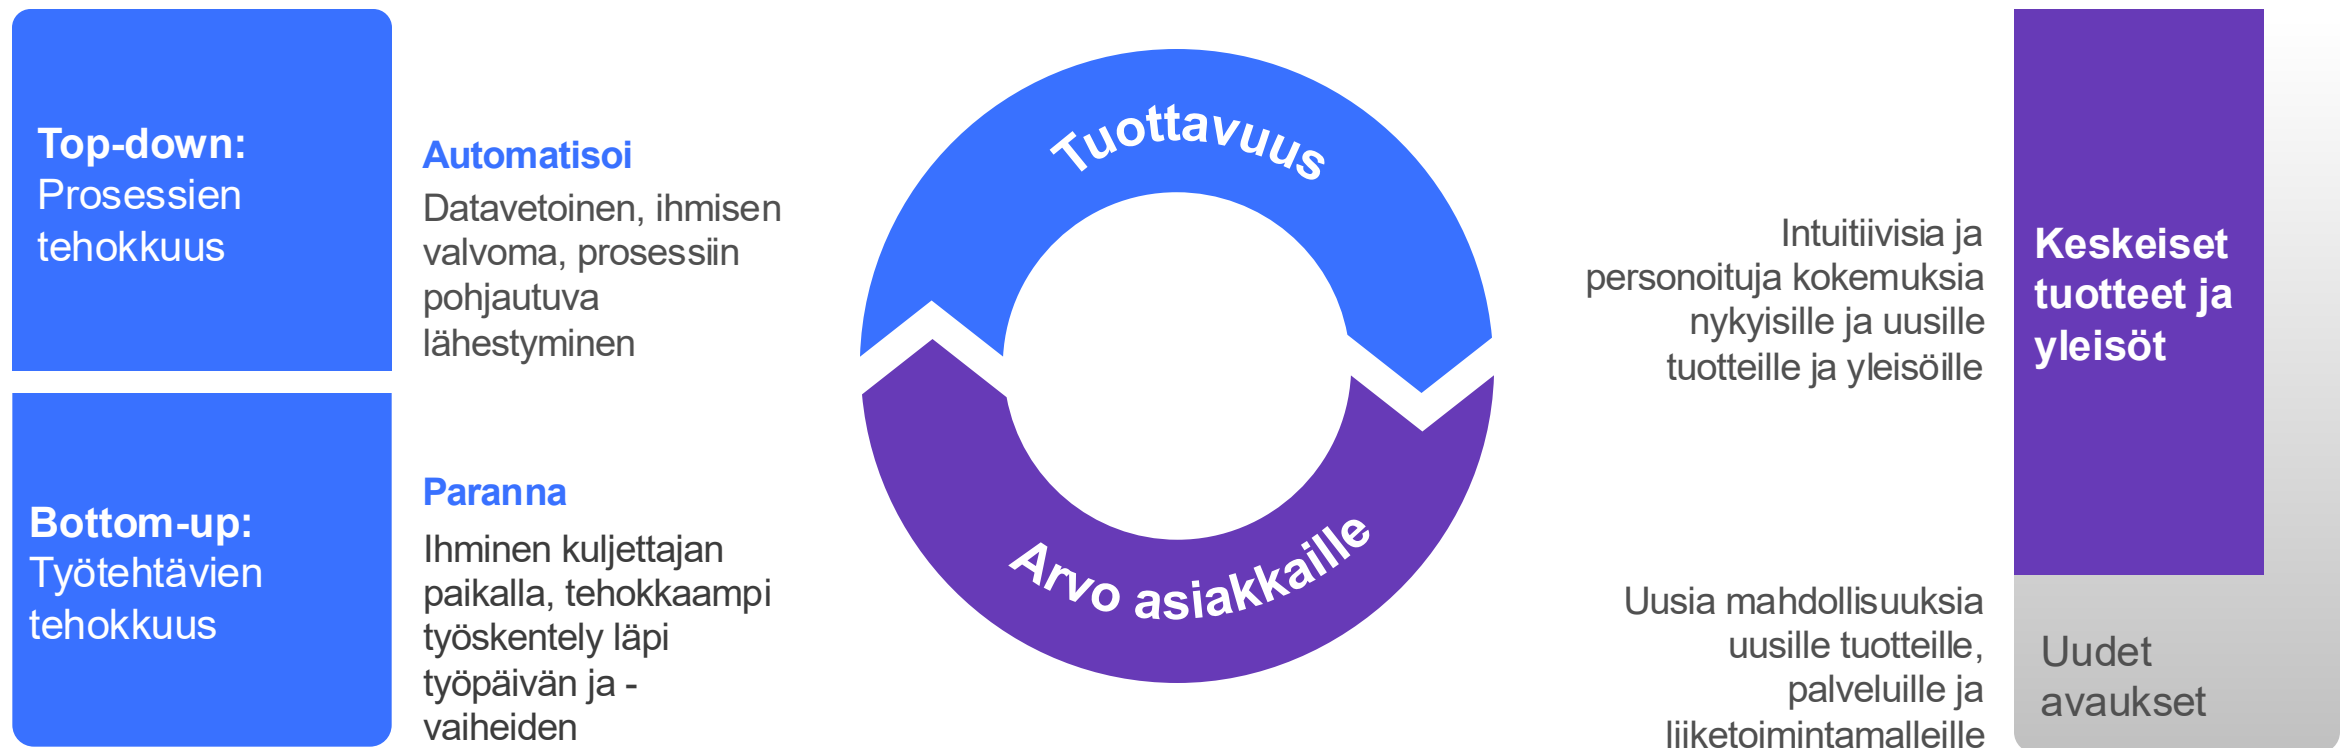 Top-down:
Prosessien
tehokkuus
Automatisoi
Datavetoinen, ihmisen
valvoma, prosessiin
pohjautuva
lähestyminen
Bottom-up:
Työtehtävien
tehokkuus
Paranna
Ihminen kuljettajan
paikalla, tehokkaampi
työskentely läpi
työpäivän ja -
vaiheiden
Tuottavuus
Arvo asiakkaille
Intuitiivisia ja
personoituja kokemuksia
nykyisille ja uusille
tuotteille ja yleisöille
Keskeiset
tuotteet ja
yleisöt
Uusia mahdollisuuksia
uusille tuotteille,
palveluille ja
liiketoimintamalleille
Uudet
avaukset